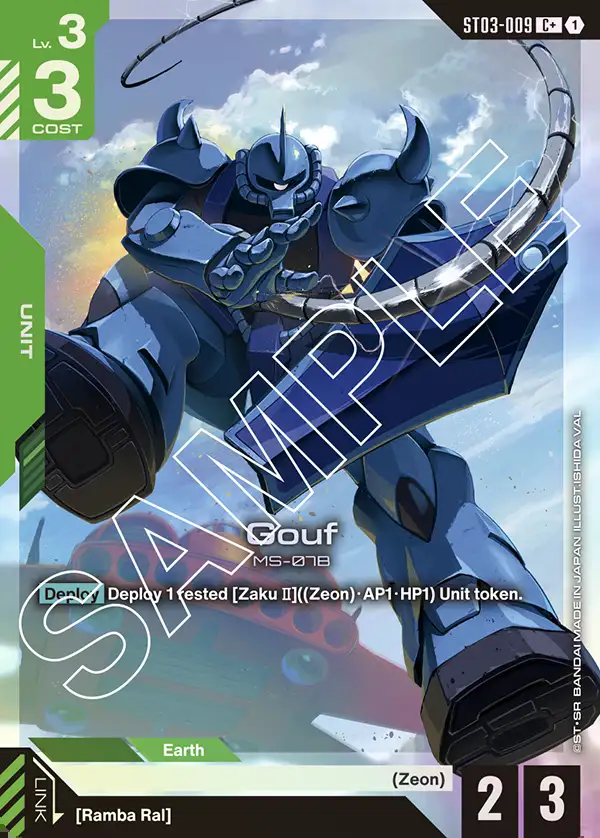 Lv. 3
3
COST
ST03-009 C+ 1
UNIT
SAMPLE
Gouf
MS-07B
Deploy Deploy 1 rested [Zaku Ⅱ]((Zeon)·AP1·HP1) Unit token.
©ST·SR BANDAI MADE IN JAPAN ILLUST.ISHIDA VAL
Earth
(Zeon)
LINK
[Ramba Ral]
2 3